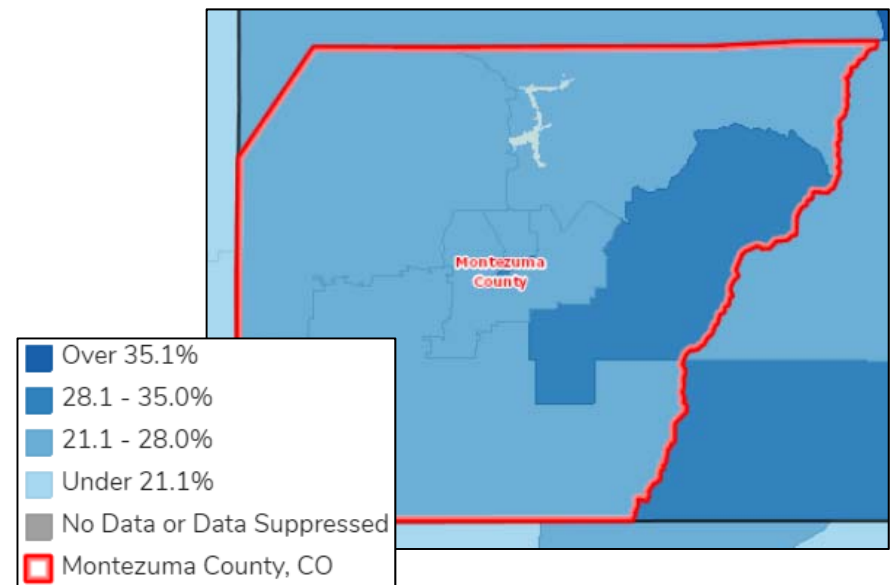 Montezuma
County
Over 35.1%
28.1 - 35.0%
21.1 - 28.0%
Under 21.1%
No Data or Data Suppressed
Montezuma County, CO